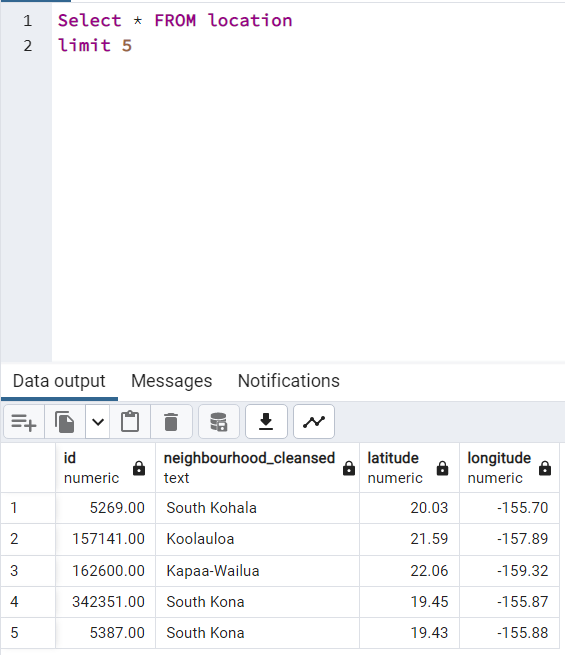 1 Select * FROM location
2 limit 5
Data output Messages Notifications
id neighbourhood_cleansed latitude longitude
numeric text numeric numeric
1 5269.00 South Kohala 20.03 -155.70
2 157141.00 Koolauloa 21.59 -157.89
3 162600.00 Kapaa-Wailua 22.06 -159.32
4 342351.00 South Kona 19.45 -155.87
5 5387.00 South Kona 19.43 -155.88